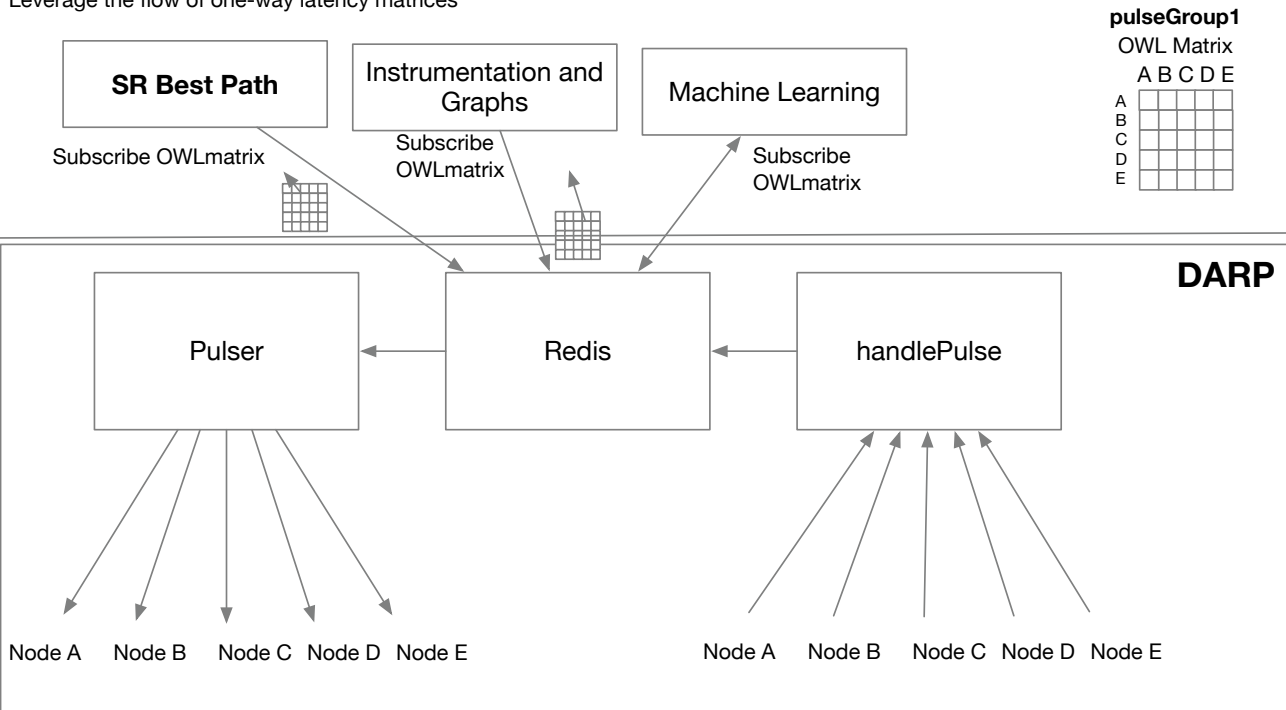 Leverage the flow of one-way latency matrices
pulseGroup1
OWL Matrix
A B C D E
A
B
C
D
E
SR Best Path
Instrumentation and
Graphs
Machine Learning
Subscribe OWLmatrix
Subscribe
OWLmatrix
Subscribe
OWLmatrix
DARP
Pulser
Redis
handlePulse
Node A
Node B
Node C
Node D
Node E
Node A
Node B
Node C
Node D
Node E